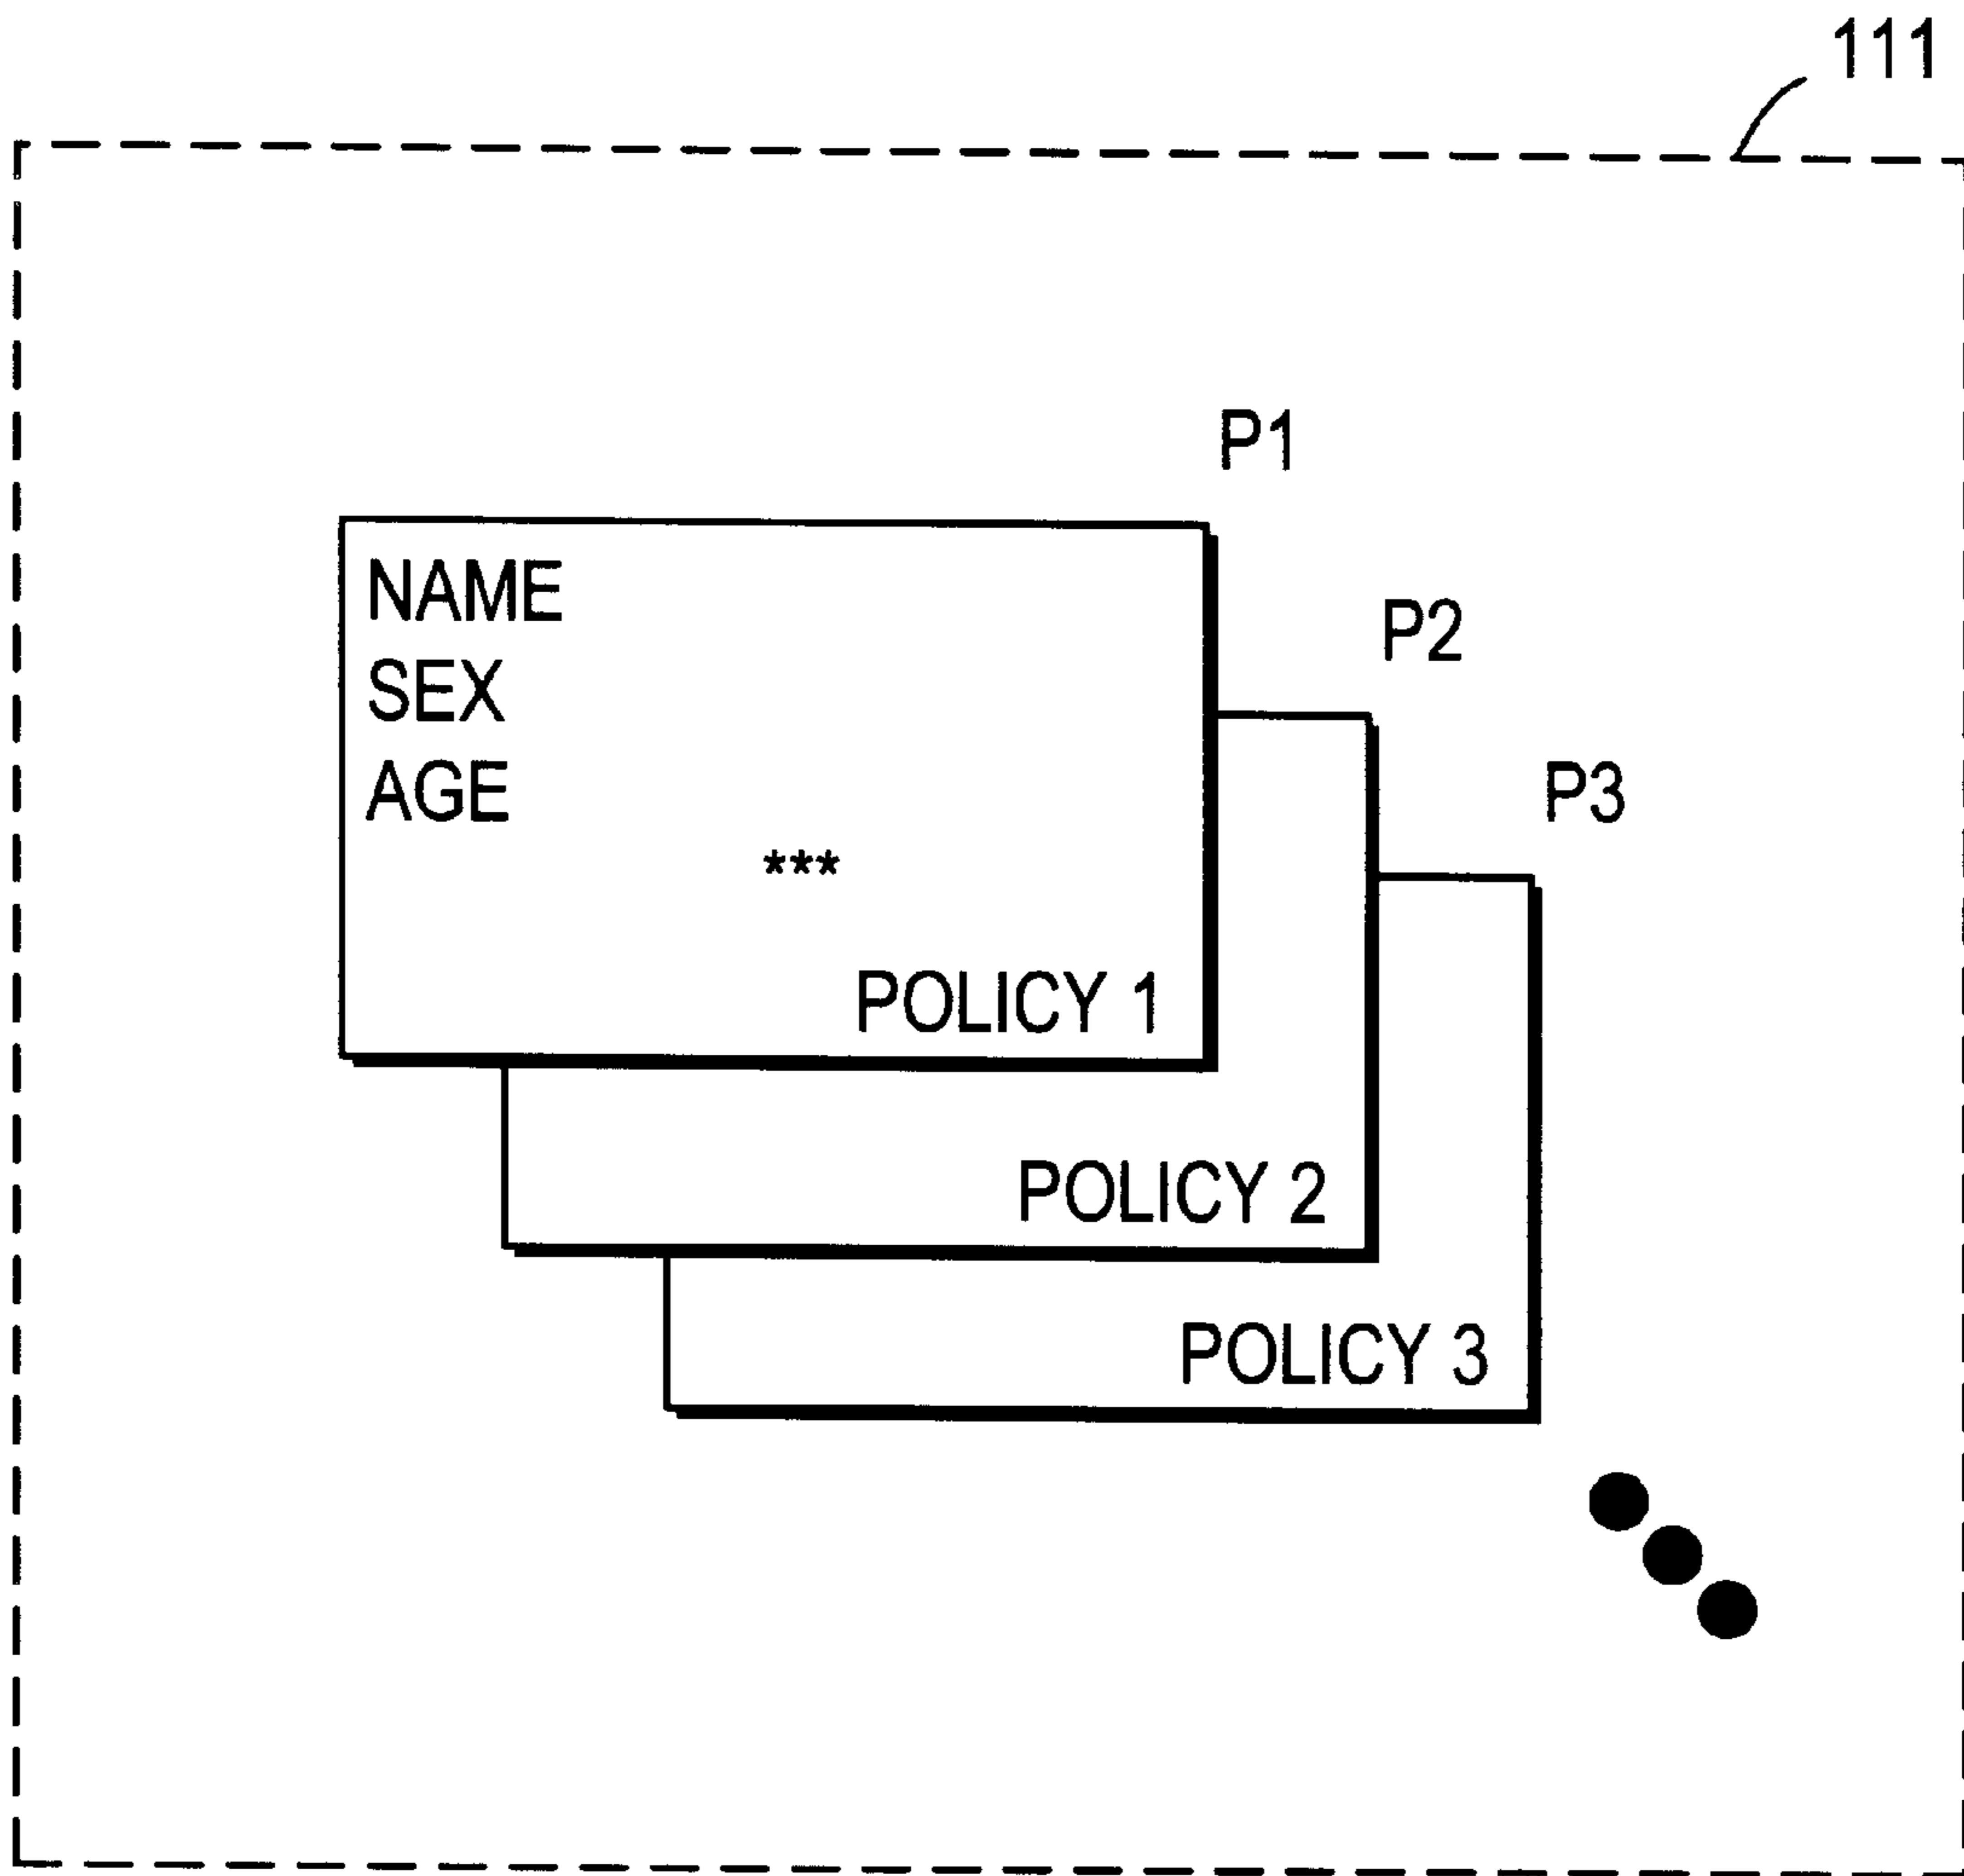 111
P1
NAME
SEX
AGE
***
POLICY 1
P2
POLICY 2
P3
POLICY 3